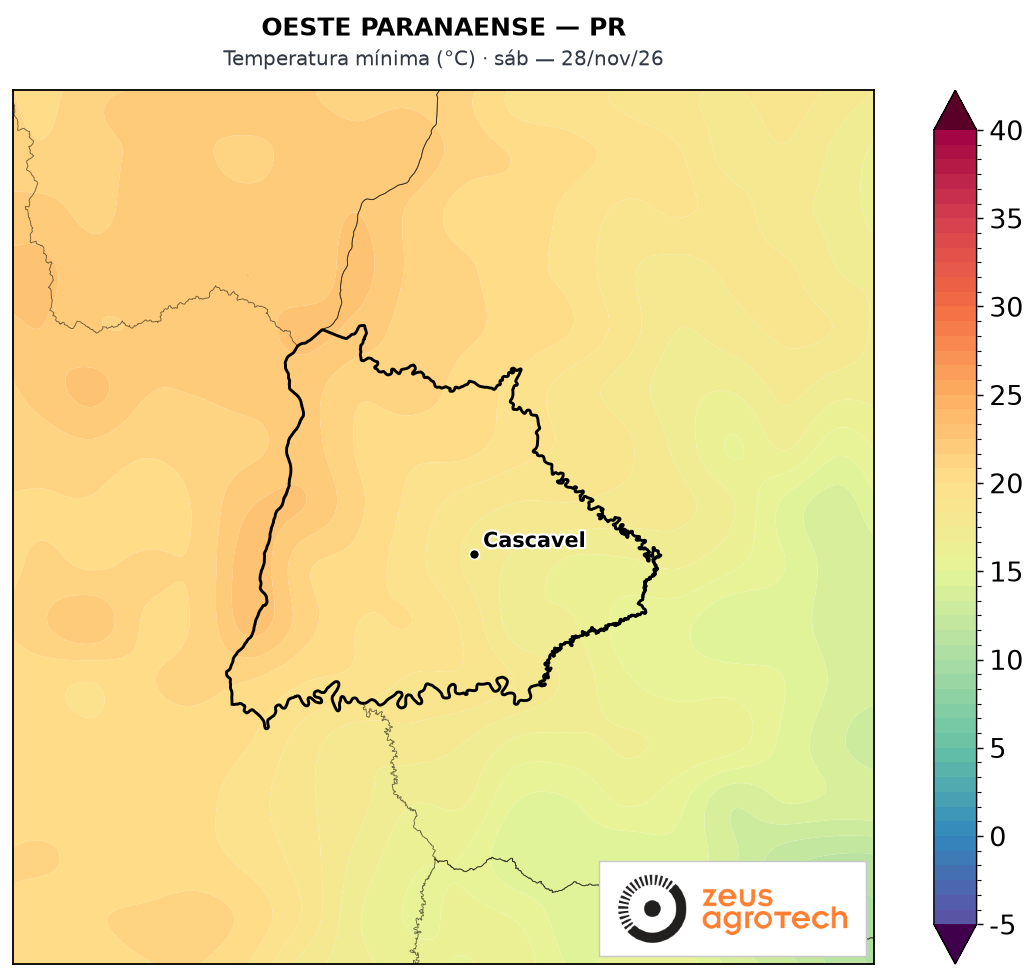 OESTE PARANAENSE — PR
Temperatura mínima (°C) · sáb — 28/nov/26
40
35
30
25
20
15
10
5
0
-5
Cascavel
zeus
agrotech